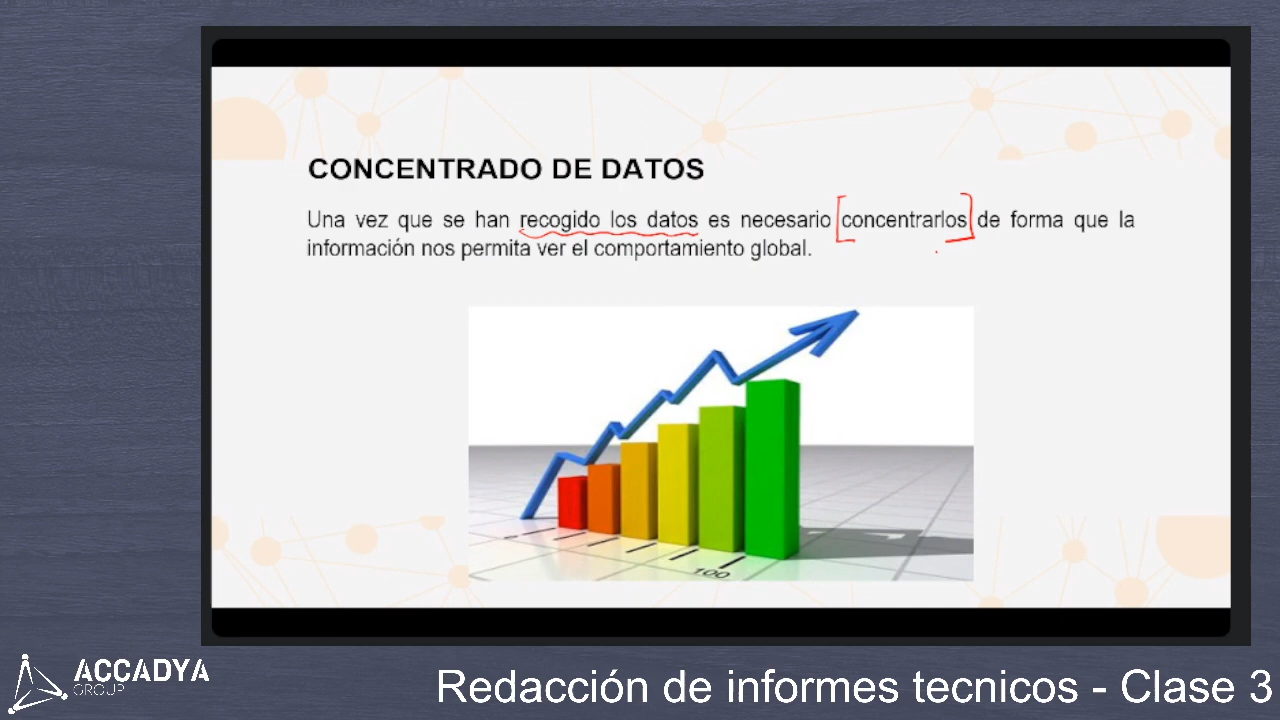 CONCENTRADO DE DATOS
Una vez que se han recogido los datos es necesario concentrarlos de forma que la
información nos permita ver el comportamiento global.
100
ACCADYA
GROUP
Redacción de informes tecnicos - Clase 3